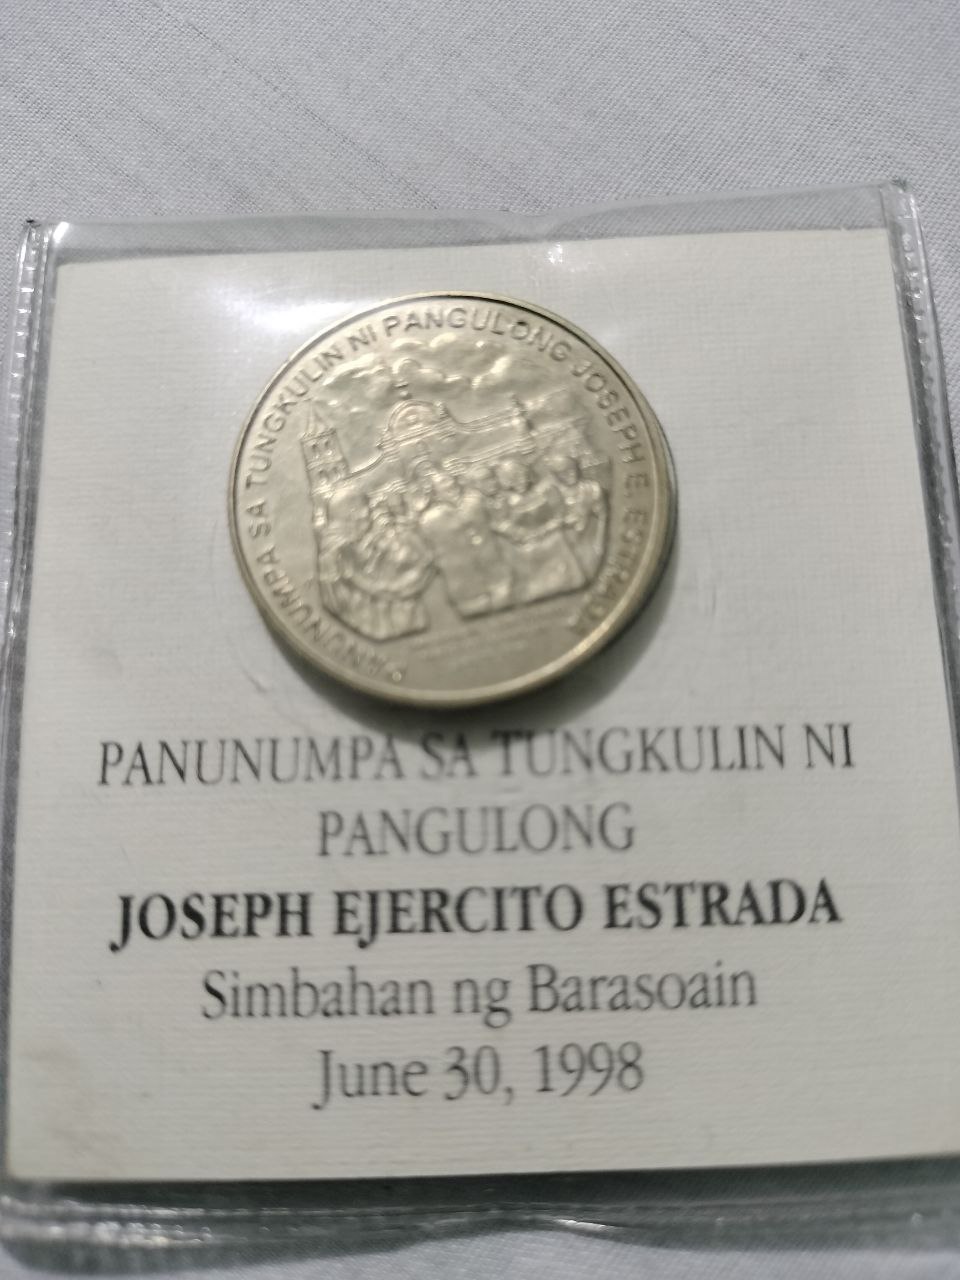 PANUNUMPA SA TUNGKULIN NI PANGULONG JOSEPH E. ESTRADA
PANUNUMPA SA TUNGKULIN NI
PANGULONG
JOSEPH EJERCITO ESTRADA
Simbahan ng Barasoain
June 30, 1998